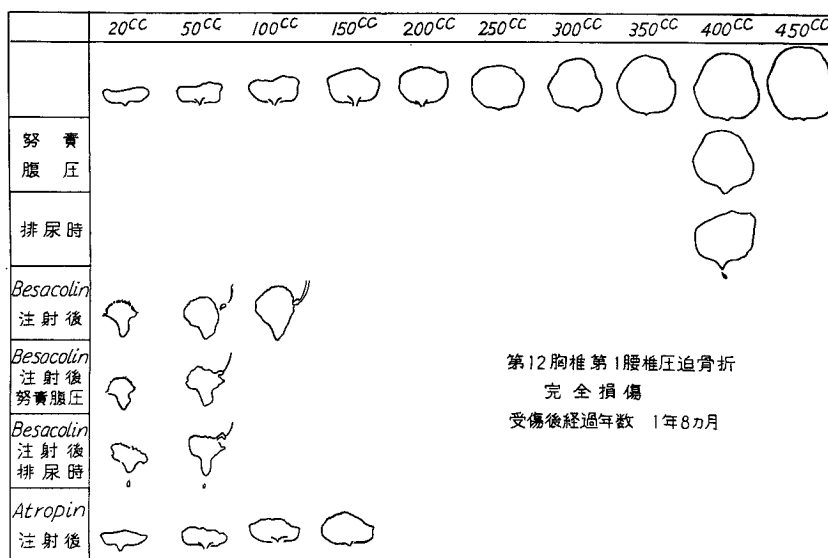 20CC 50CC 100CC 150CC 200CC 250CC 300CC 350CC 400CC 450CC
努責
腹圧
排尿時
Besacolin
注射後
Besacolin
注射後
努責腹圧
Besacolin
注射後
排尿時
Atropin
注射後
第12胸椎第1腰椎圧迫骨折
完全損傷
受傷後経過年数 1年8ヵ月